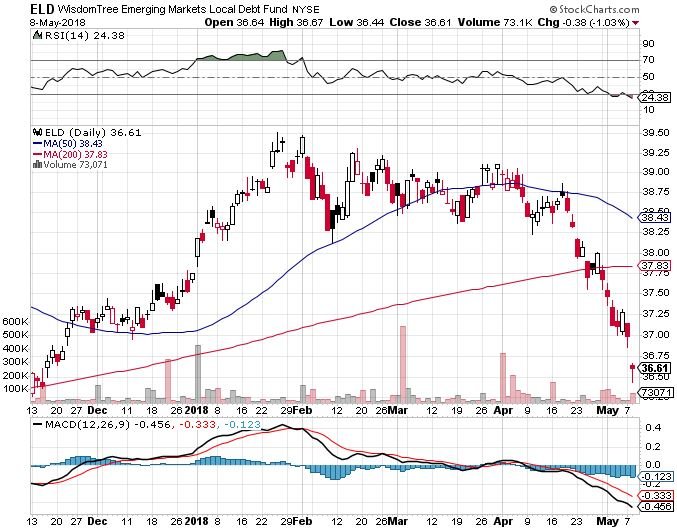 ELD WisdomTree Emerging Markets Local Debt Fund NYSE © StockCharts.com
8-May-2018 Open 36.64 High 36.67 Low 36.44 Close 36.61 Volume 73.1K Chg -0.38 (-1.03%)
RSI(14) 24.38
90
70
50
30
24.38
10
ELD (Daily) 36.61
MA(50) 38.43
MA(200) 37.83
Volume 73,071
39.50
39.25
39.00
38.75
38.50
38.43
38.25
38.00
37.83
37.75
37.50
37.25
37.00
36.75
36.61
36.50
73071
600K
500K
400K
300K
200K
100K
13 20 27 Dec 11 18 26 2018 8 16 22 29 Feb 12 20 26 Mar 12 19 26 Apr 9 16 23 May 7
MACD(12,26,9) -0.456, -0.333, -0.123
0.4
0.2
0.0
-0.123
-0.2
-0.333
-0.456
13 20 27 Dec 11 18 26 2018 8 16 22 29 Feb 12 20 26 Mar 12 19 26 Apr 9 16 23 May 7